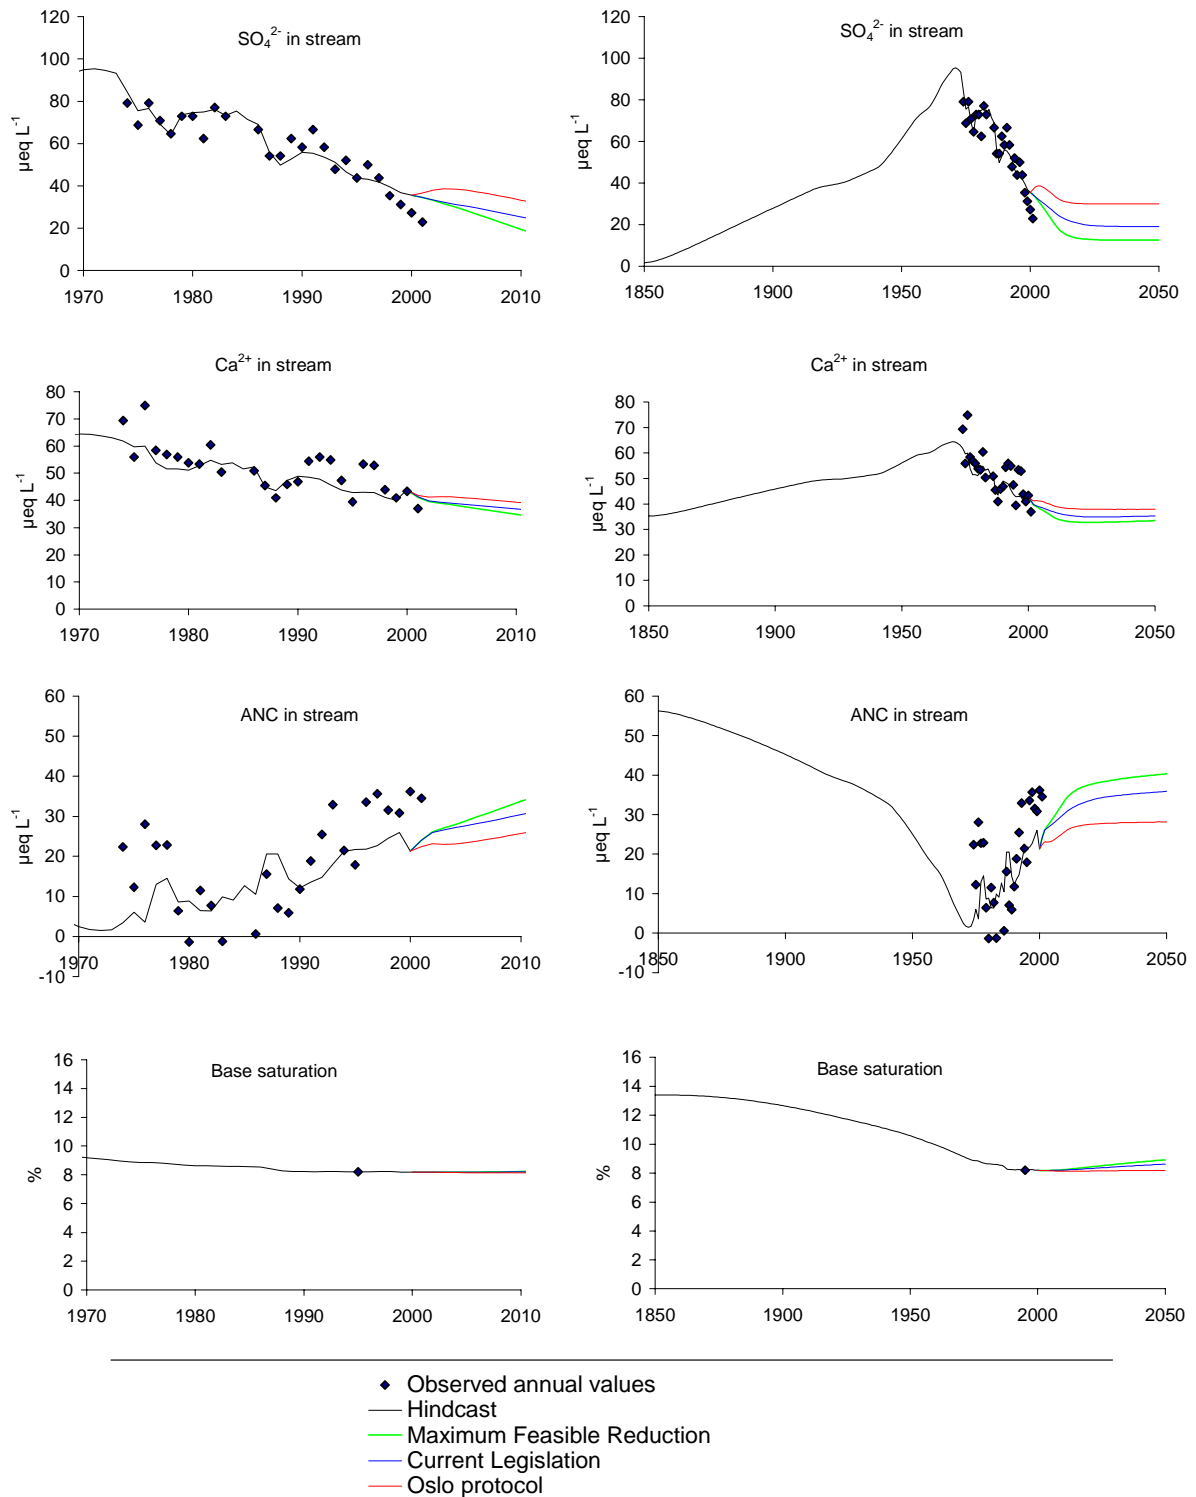 SO₄²⁻ in stream
120
100
80
60
40
20
0
µeq L⁻¹
1970 1980 1990 2000 2010
SO₄²⁻ in stream
120
100
80
60
40
20
0
µeq L⁻¹
1850 1900 1950 2000 2050
Ca²⁺ in stream
80
70
60
50
40
30
20
10
0
µeq L⁻¹
1970 1980 1990 2000 2010
Ca²⁺ in stream
80
70
60
50
40
30
20
10
0
µeq L⁻¹
1850 1900 1950 2000 2050
ANC in stream
60
50
40
30
20
10
0
-10
µeq L⁻¹
1970 1980 1990 2000 2010
ANC in stream
60
50
40
30
20
10
0
-10
µeq L⁻¹
1850 1900 1950 2000 2050
Base saturation
16
14
12
10
8
6
4
2
0
%
1970 1980 1990 2000 2010
Base saturation
16
14
12
10
8
6
4
2
0
%
1850 1900 1950 2000 2050
Observed annual values
Hindcast
Maximum Feasible Reduction
Current Legislation
Oslo protocol